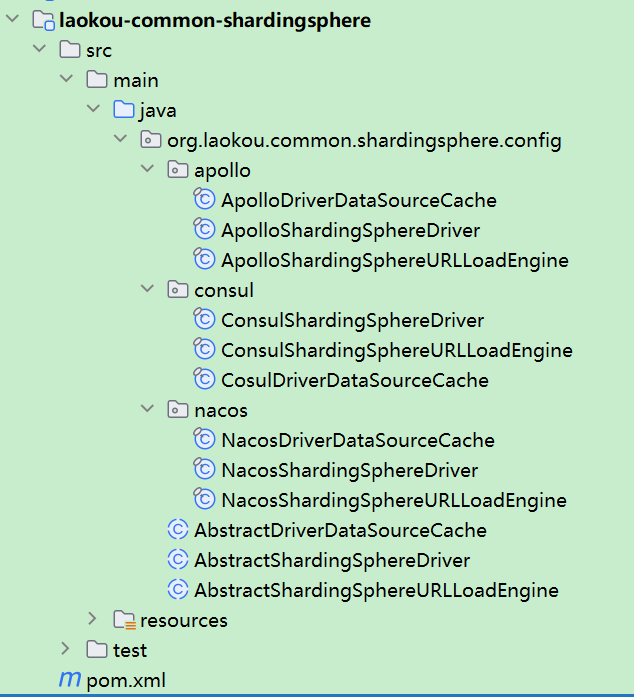 laokou-common-shardingsphere
src
main
java
org.laokou.common.shardingsphere.config
apollo
ApolloDriverDataSourceCache
ApolloShardingSphereDriver
ApolloShardingSphereURLLoadEngine
consul
ConsulShardingSphereDriver
ConsulShardingSphereURLLoadEngine
CosulDriverDataSourceCache
nacos
NacosDriverDataSourceCache
NacosShardingSphereDriver
NacosShardingSphereURLLoadEngine
AbstractDriverDataSourceCache
AbstractShardingSphereDriver
AbstractShardingSphereURLLoadEngine
resources
test
pom.xml